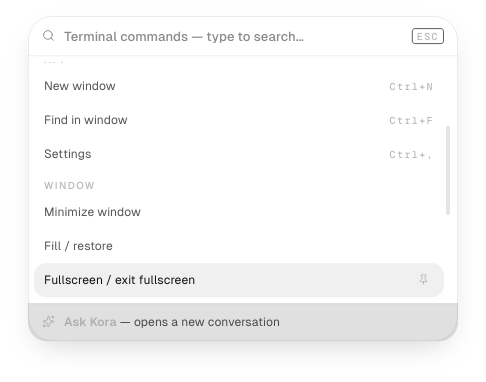 Terminal commands — type to search...
ESC
New window Ctrl+N
Find in window Ctrl+F
Settings Ctrl+,
WINDOW
Minimize window
Fill / restore
Fullscreen / exit fullscreen
Ask Kora — opens a new conversation